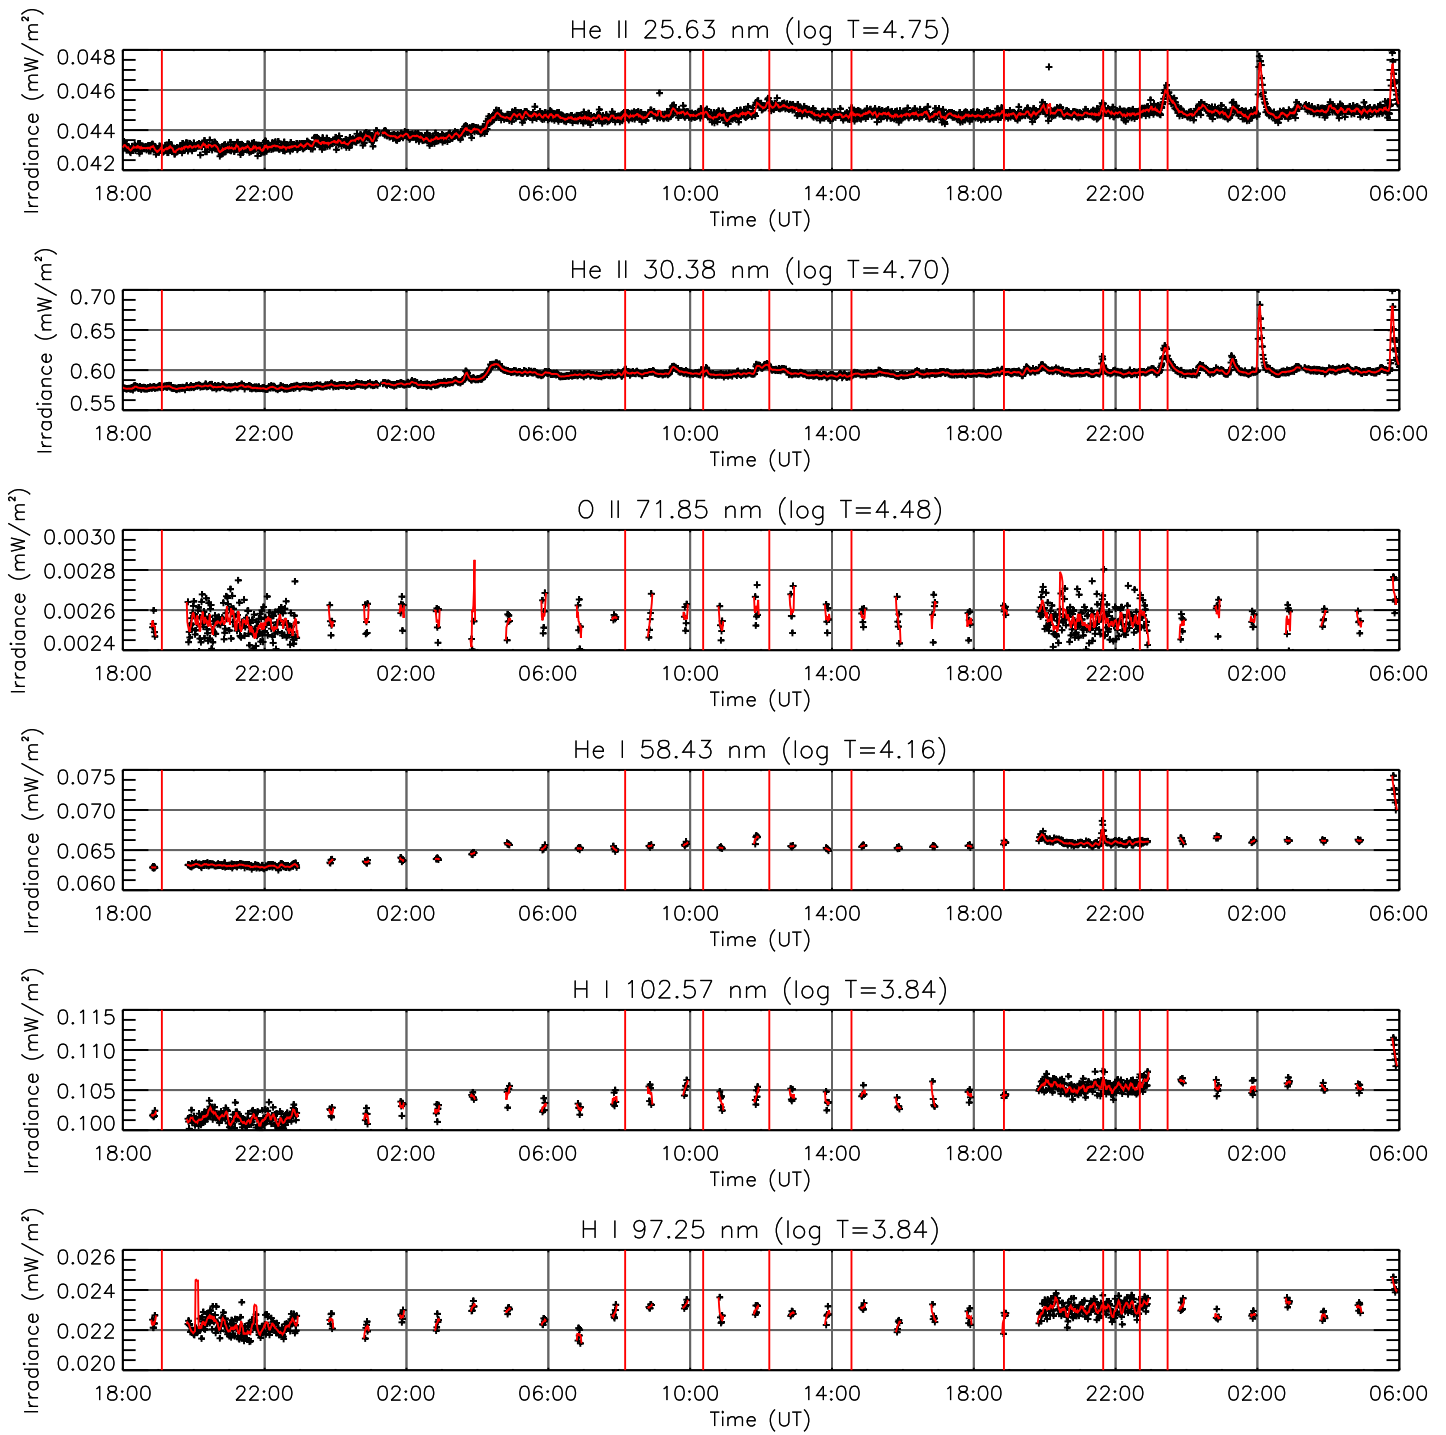 He II 25.63 nm (log T=4.75)
Irradiance (mW/m²)
0.048
0.046
0.044
0.042
18:00 22:00 02:00 06:00 10:00 14:00 18:00 22:00 02:00 06:00
Time (UT)
He II 30.38 nm (log T=4.70)
Irradiance (mW/m²)
0.70
0.65
0.60
0.55
18:00 22:00 02:00 06:00 10:00 14:00 18:00 22:00 02:00 06:00
Time (UT)
O II 71.85 nm (log T=4.48)
Irradiance (mW/m²)
0.0030
0.0028
0.0026
0.0024
18:00 22:00 02:00 06:00 10:00 14:00 18:00 22:00 02:00 06:00
Time (UT)
He I 58.43 nm (log T=4.16)
Irradiance (mW/m²)
0.075
0.070
0.065
0.060
18:00 22:00 02:00 06:00 10:00 14:00 18:00 22:00 02:00 06:00
Time (UT)
H I 102.57 nm (log T=3.84)
Irradiance (mW/m²)
0.115
0.110
0.105
0.100
18:00 22:00 02:00 06:00 10:00 14:00 18:00 22:00 02:00 06:00
Time (UT)
H I 97.25 nm (log T=3.84)
Irradiance (mW/m²)
0.026
0.024
0.022
0.020
18:00 22:00 02:00 06:00 10:00 14:00 18:00 22:00 02:00 06:00
Time (UT)